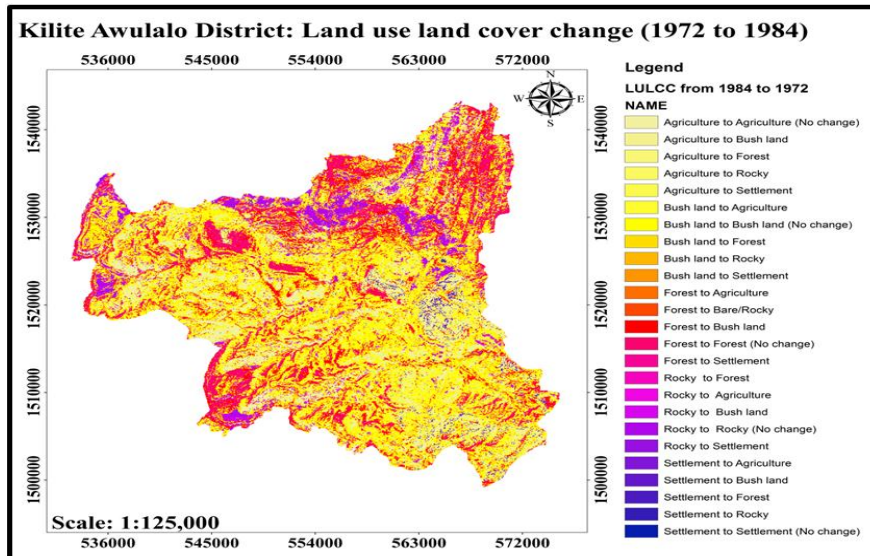 Kilite Awulalo District: Land use land cover change (1972 to 1984)
536000 545000 554000 563000 572000
N
W E
S
1540000 1540000
1530000 1530000
1520000 1520000
1510000 1510000
1500000 1500000
Scale: 1:125,000
536000 545000 554000 563000 572000
Legend
LULCC from 1984 to 1972
NAME
Agriculture to Agriculture (No change)
Agriculture to Bush land
Agriculture to Forest
Agriculture to Rocky
Agriculture to Settlement
Bush land to Agriculture
Bush land to Bush land (No change)
Bush land to Forest
Bush land to Rocky
Bush land to Settlement
Forest to Agriculture
Forest to Bare/Rocky
Forest to Bush land
Forest to Forest (No change)
Forest to Settlement
Rocky to Forest
Rocky to Agriculture
Rocky to Bush land
Rocky to Rocky (No change)
Rocky to Settlement
Settlement to Agriculture
Settlement to Bush land
Settlement to Forest
Settlement to Rocky
Settlement to Settlement (No change)